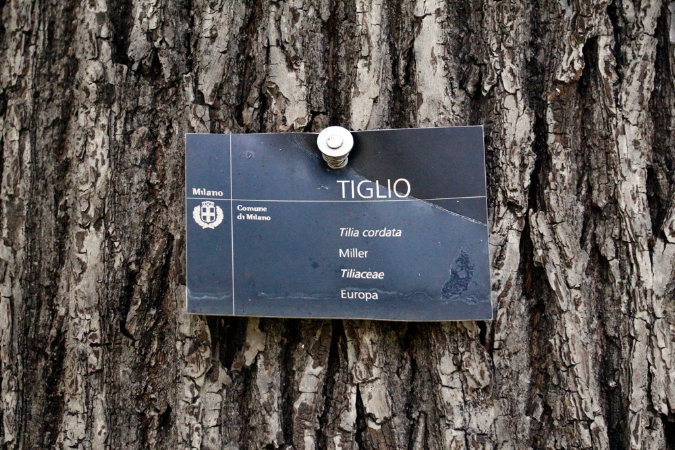 Milano
Comune
di Milano
TIGLIO
Tilia cordata
Miller
Tiliaceae
Europa